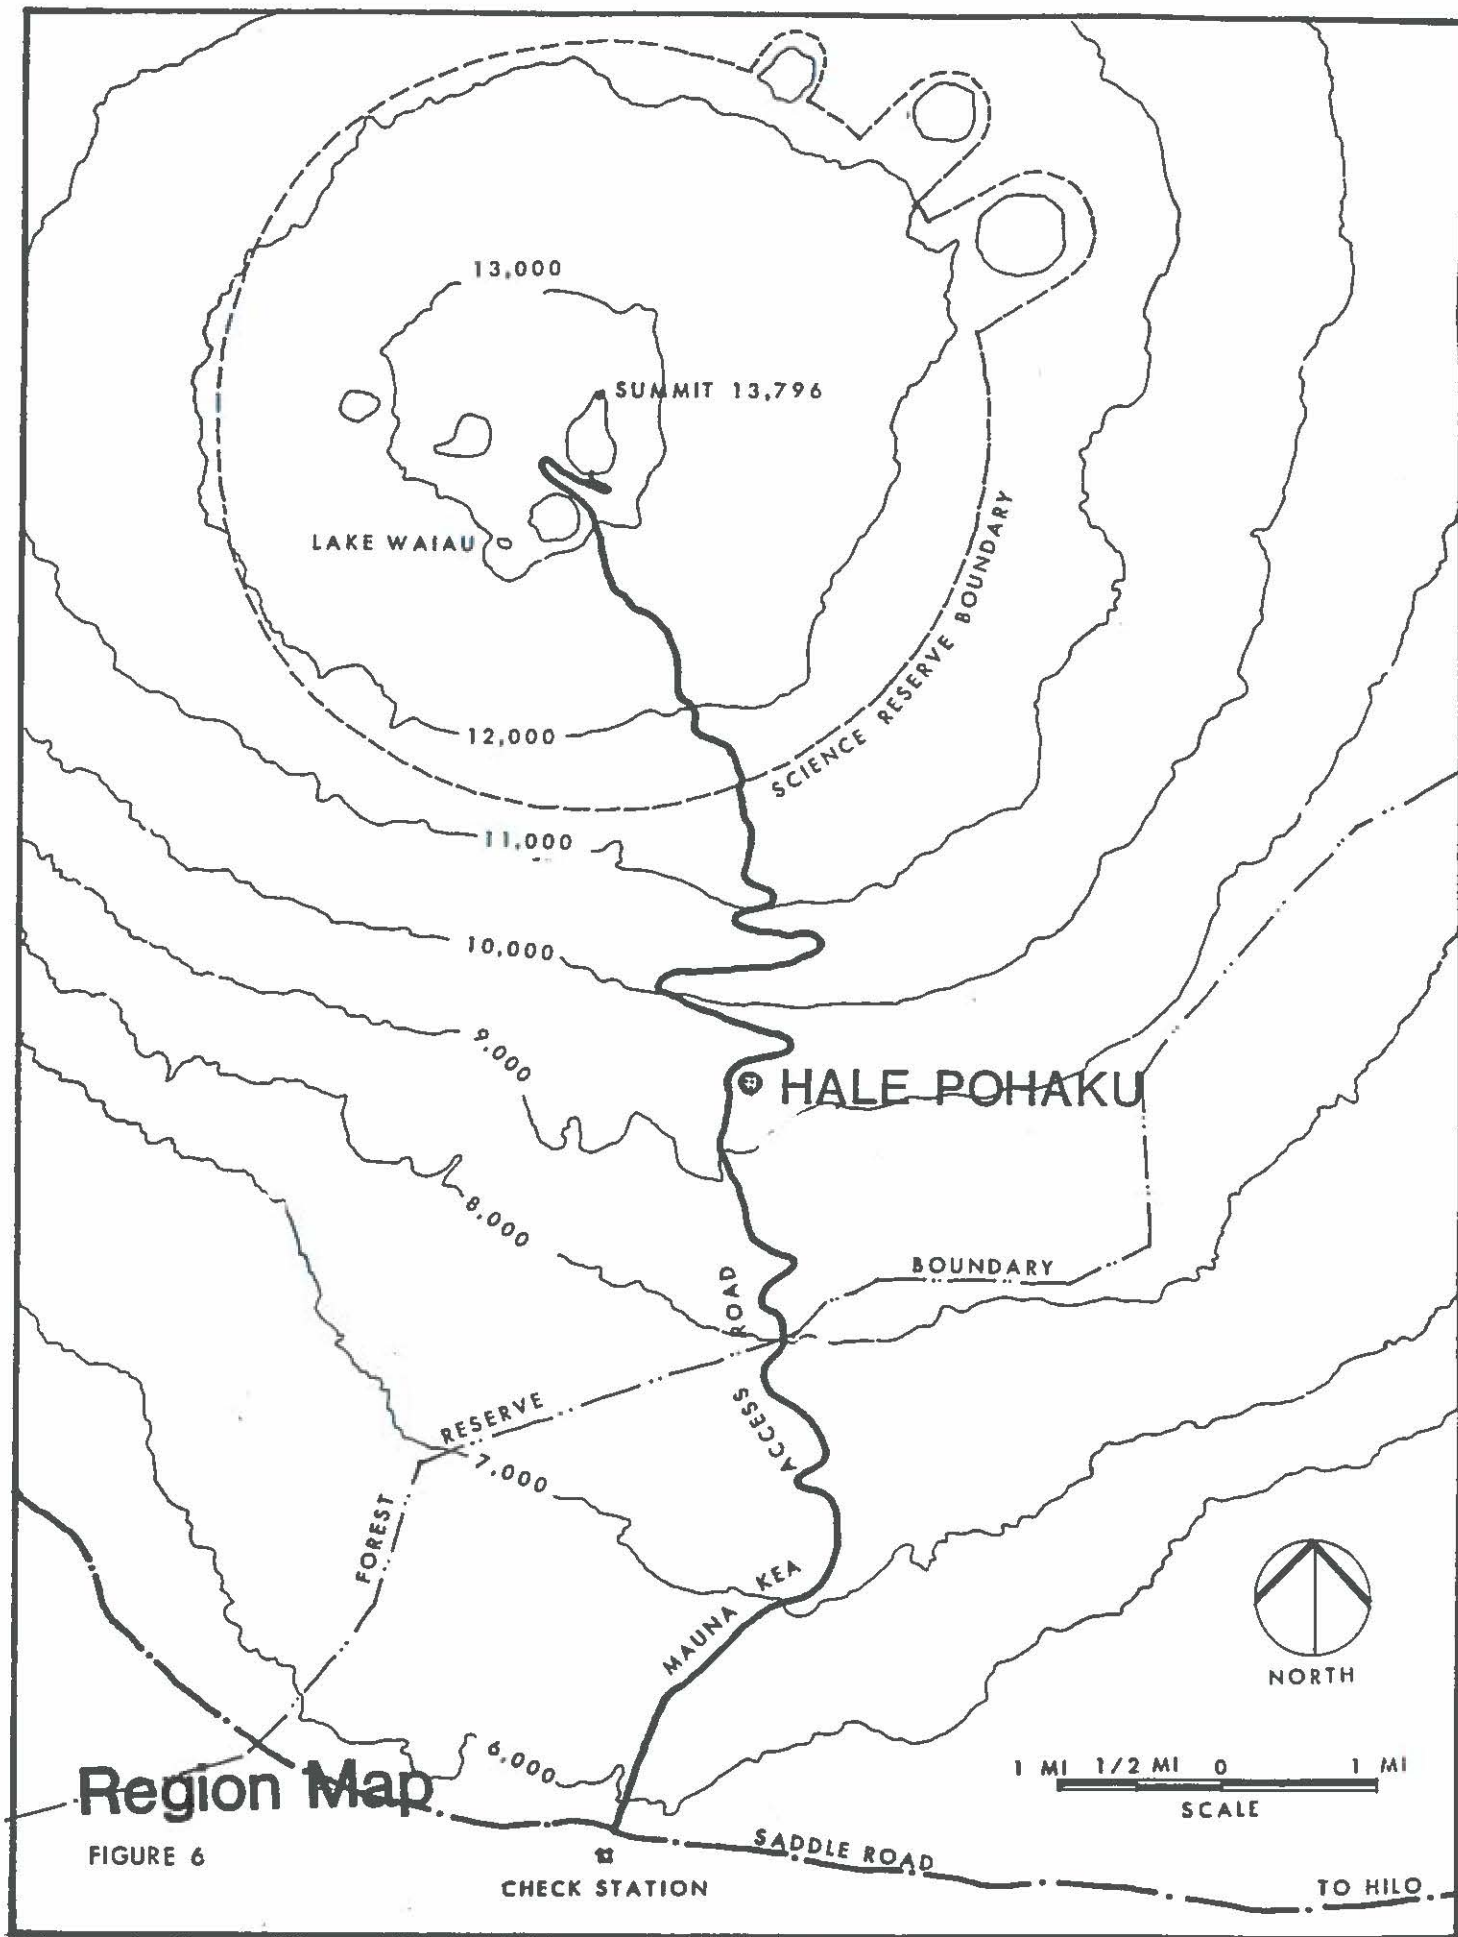 13,000
SUMMIT 13,796
LAKE WAIAU
SCIENCE RESERVE BOUNDARY
12,000
11,000
10,000
9,000
HALE POHAKU
8,000
BOUNDARY
MAUNA KEA ACCESS ROAD
FOREST RESERVE
7,000
NORTH
6,000
1 MI 1/2 MI 0 1 MI
SCALE
Region Map
FIGURE 6
SADDLE ROAD
CHECK STATION
TO HILO